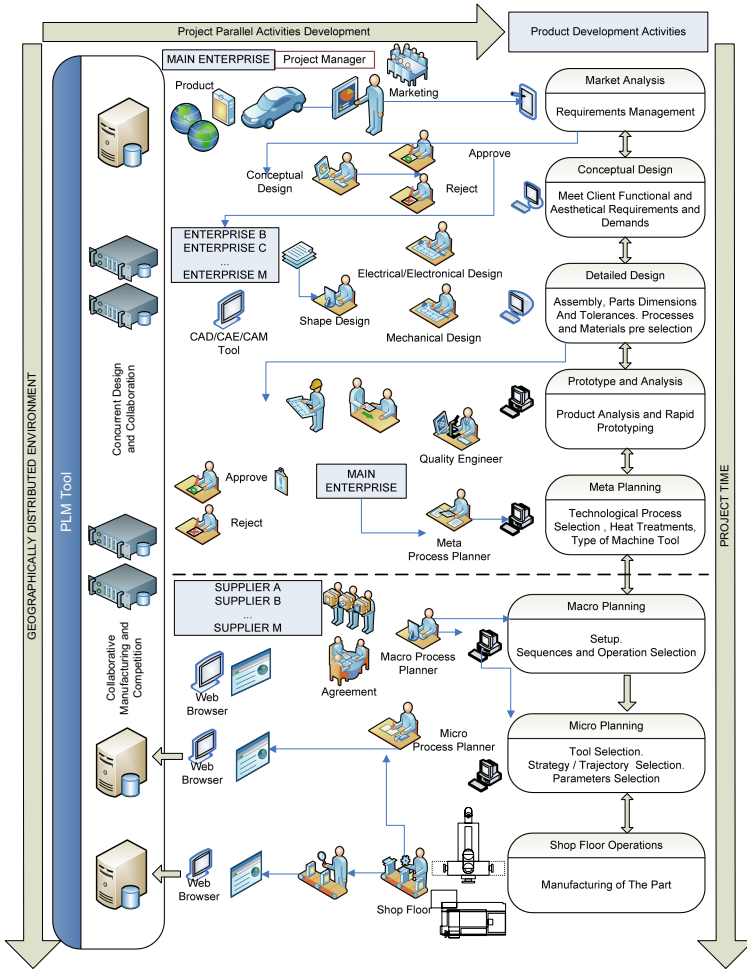 Project Parallel Activities Development
Product Development Activities
MAIN ENTERPRISE
Project Manager
Product
Marketing
Market Analysis
Requirements Management
Approve
Conceptual
Design
Reject
Conceptual Design
Meet Client Functional and
Aesthetical Requirements and
Demands
ENTERPRISE B
ENTERPRISE C
...
ENTERPRISE M
Electrical/Electronical Design
Shape Design
Mechanical Design
CAD/CAE/CAM
Tool
Detailed Design
Assembly, Parts Dimensions
And Tolerances. Processes
and Materials pre selection
GEOGRAPHICALLY DISTRIBUTED ENVIRONMENT
PLM Tool
Concurrent Design
and Collaboration
PROJECT TIME
Prototype and Analysis
Product Analysis and Rapid
Prototyping
Quality Engineer
Approve
Reject
MAIN
ENTERPRISE
Meta
Process Planner
Meta Planning
Technological Process
Selection , Heat Treatments,
Type of Machine Tool
SUPPLIER A
SUPPLIER B
...
SUPPLIER M
Collaborative
Manufacturing and
Competition
Agreement
Macro Process
Planner
Web
Browser
Macro Planning
Setup.
Sequences and Operation Selection
Micro
Process Planner
Web
Browser
Micro Planning
Tool Selection.
Strategy / Trajectory Selection.
Parameters Selection
Web
Browser
Shop Floor
Shop Floor Operations
Manufacturing of The Part